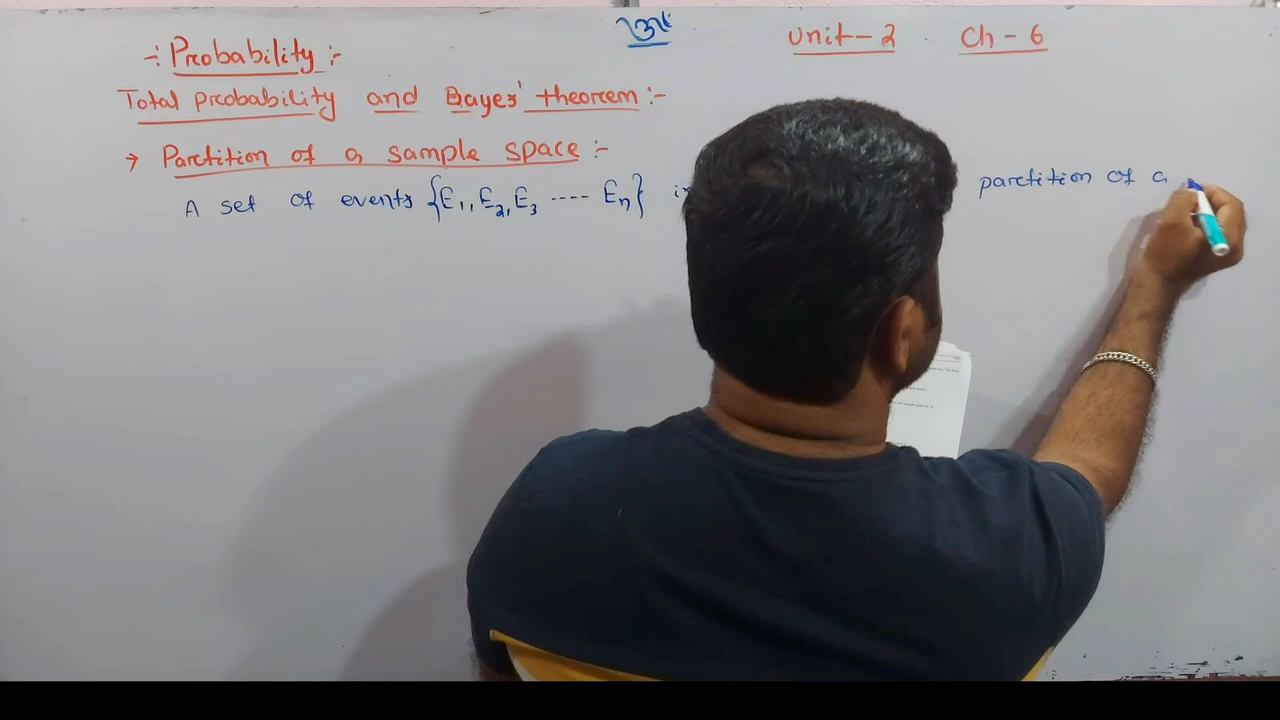 -: Probability :-
Unit - 2 Ch - 6
Total probability and Bayes' theorem :-
→ Partition of a sample space :-
A set of events {E1, E2, E3 ---- En} partition of a